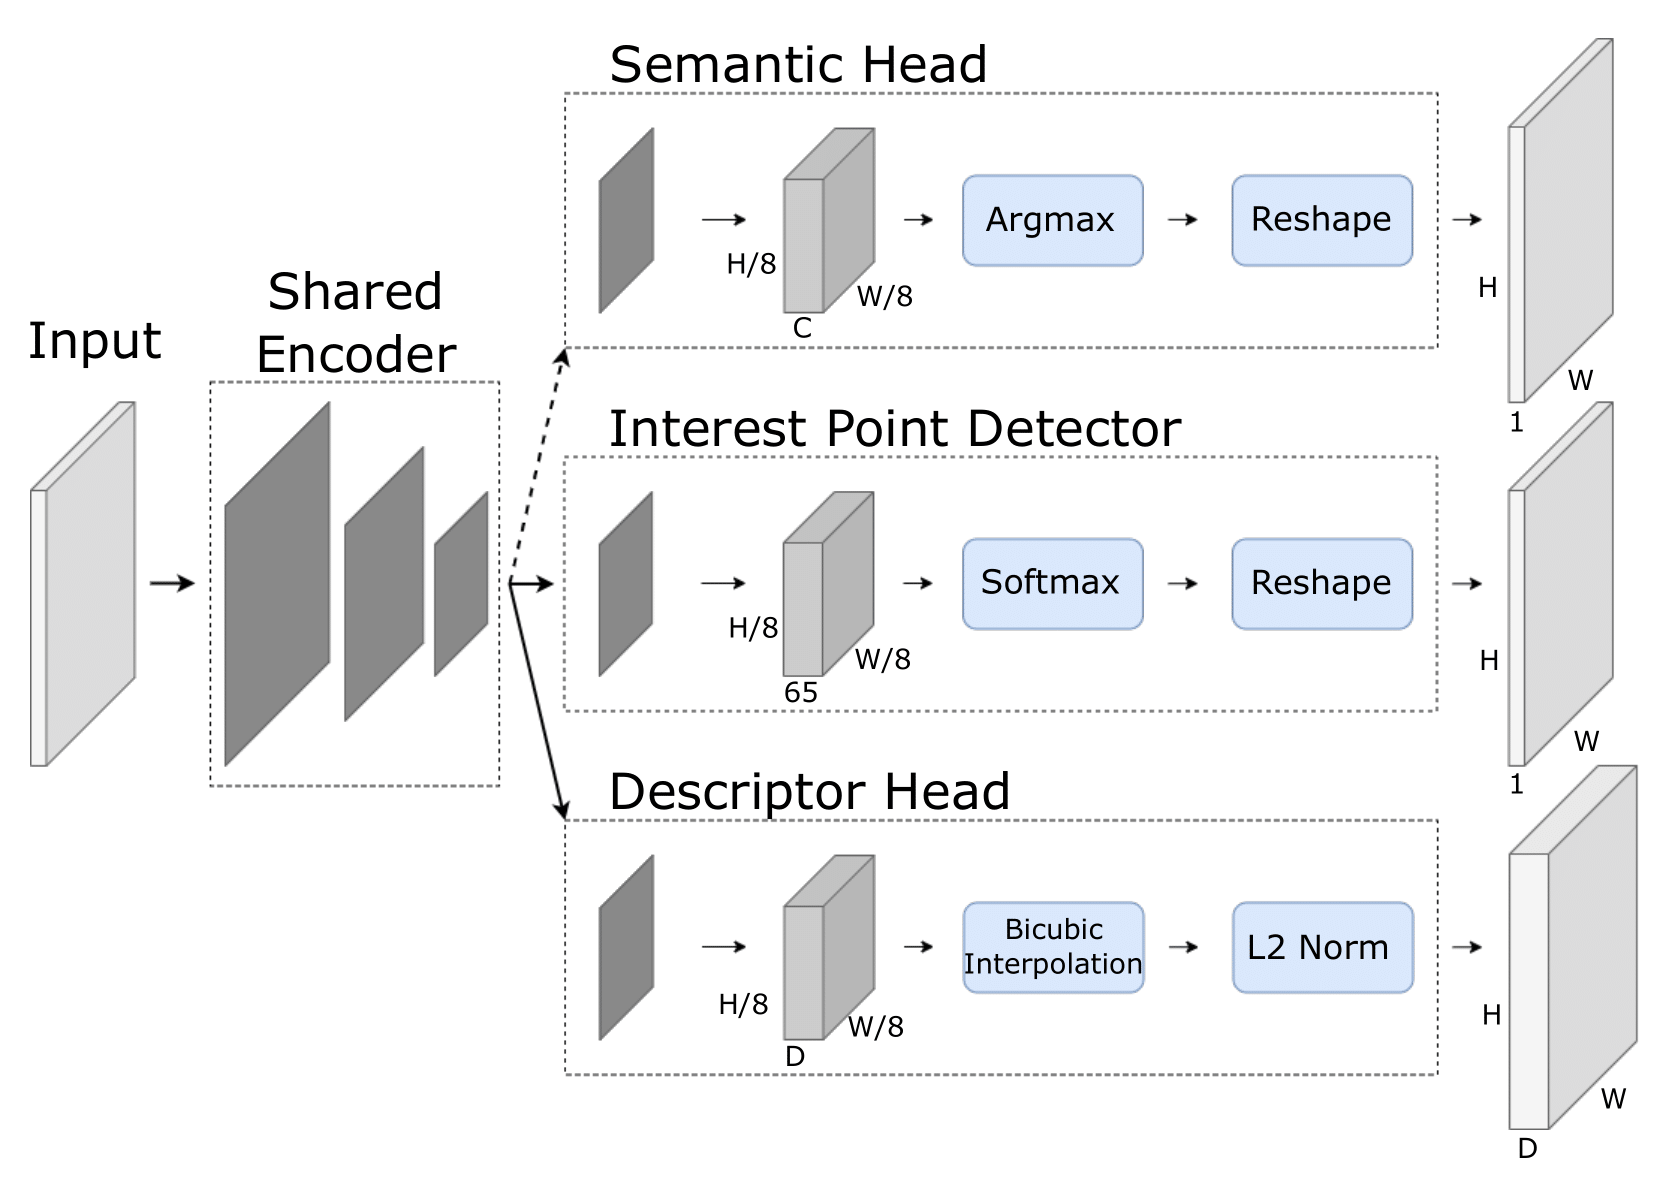 Semantic Head
Argmax
Reshape
H/8
W/8
C
H
W
1
Input
Shared
Encoder
Interest Point Detector
Softmax
Reshape
H/8
W/8
65
H
W
1
Descriptor Head
Bicubic
Interpolation
L2 Norm
H/8
W/8
D
H
W
D